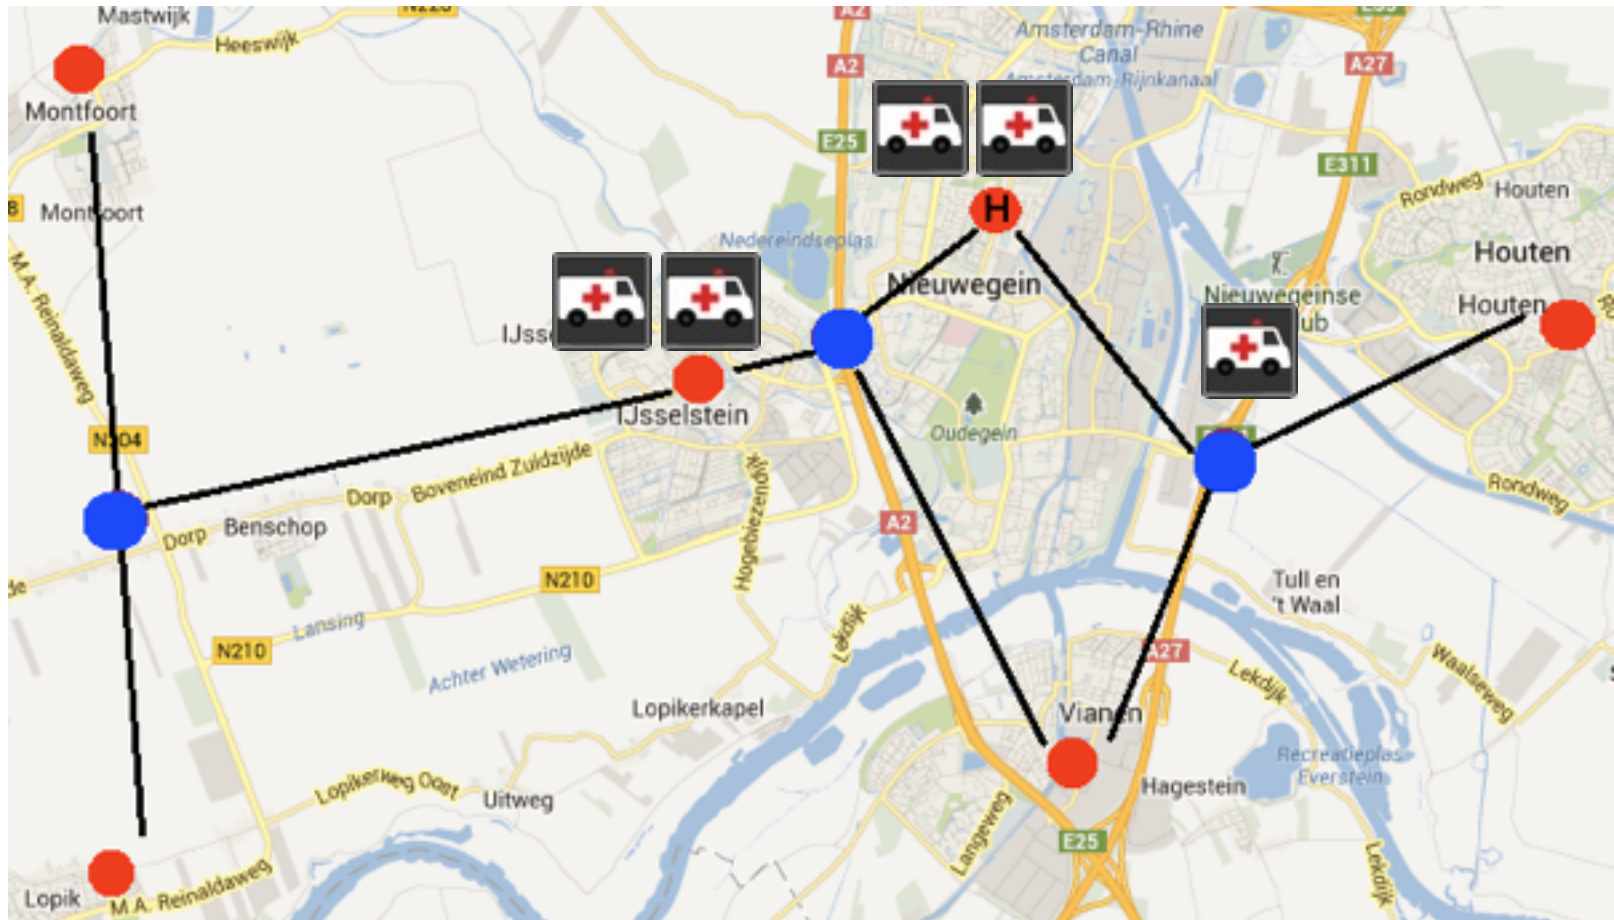 Mastwijk
N228
A2
E35
Heeswijk
Amsterdam-Rhine
Canal
Amsterdam-Rijnkanaal
A2
A27
Montfoort
E25
E311
Rondweg
Houten
Montfoort
H
Nedereindseplas
Houten
M.A. Reinaldaweg
Nieuwegein
Nieuwegeinse
Houten
IJsselstein
Oudegein
N204
Boveneind Zuidzijde
Dorp
Rondweg
Dorp
Benschop
A2
Hogebiezendijk
N210
Tull en
't Waal
Lansing
Lekdijk
N210
A27
Achter Wetering
Lekdijk
Waalseweg
Lopikerkapel
Vianen
Recreatieplas
Everstein
Lopikerweg Oost
Uitweg
Hagestein
Langeweg
E25
Lekdijk
Lopik
M.A. Reinaldaweg